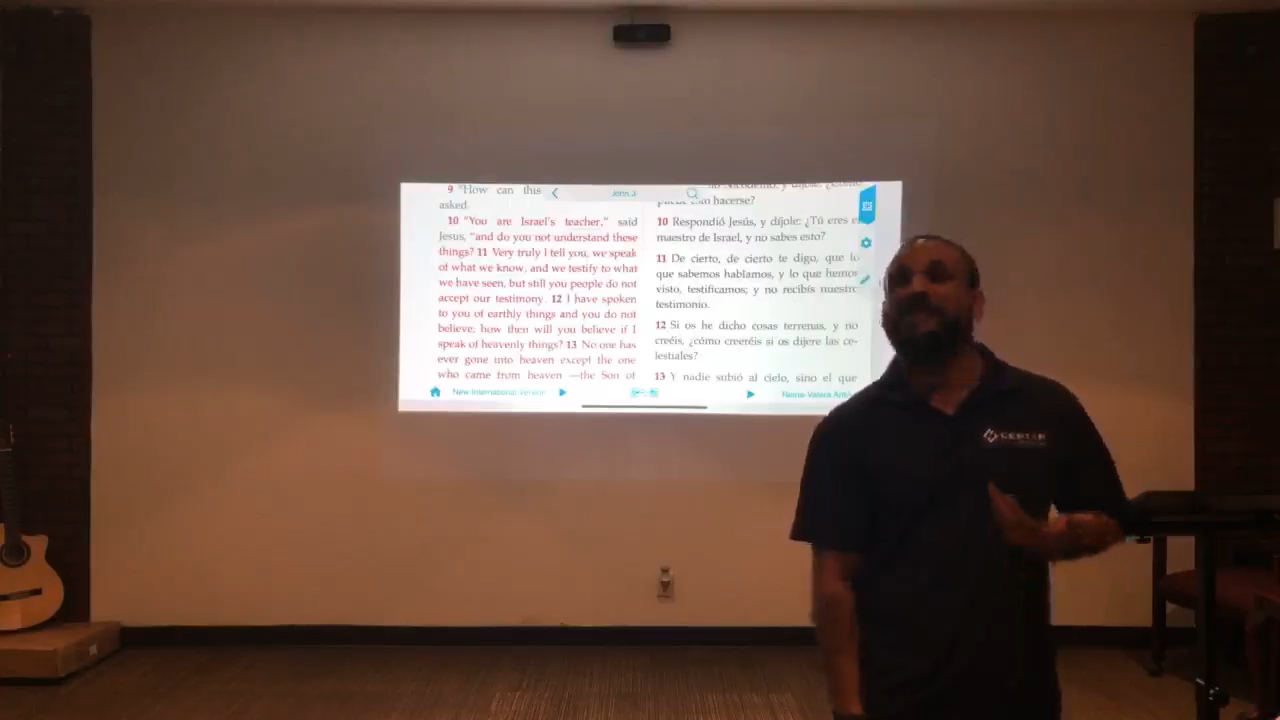 9 "How can this
asked.
10 "You are Israel's teacher," said
Jesus, "and do you not understand these
things? 11 Very truly I tell you, we speak
of what we know, and we testify to what
we have seen, but still you people do not
accept our testimony. 12 I have spoken
to you of earthly things and you do not
believe; how then will you believe if I
speak of heavenly things? 13 No one has
ever gone into heaven except the one
who came from heaven —the Son of
New International Version
John 3
hacerse?
10 Respondió Jesús, y díjole: ¿Tú eres el
maestro de Israel, y no sabes esto?
11 De cierto, de cierto te digo, que lo
que sabemos hablamos, y lo que hemos
visto, testificamos; y no recibís nuestro
testimonio.
12 Si os he dicho cosas terrenas, y no
creéis, ¿cómo creeréis si os dijere las ce-
lestiales?
13 Y nadie subió al cielo, sino el que
Reina-Valera